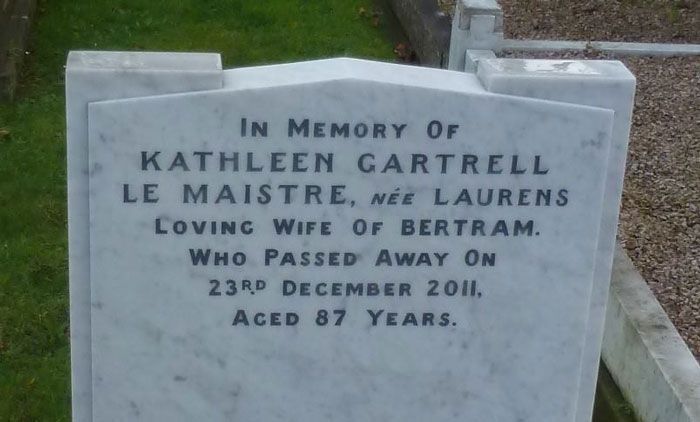 IN MEMORY OF
KATHLEEN GARTRELL
LE MAISTRE, NÉE LAURENS
LOVING WIFE OF BERTRAM.
WHO PASSED AWAY ON
23RD DECEMBER 2011,
AGED 87 YEARS.